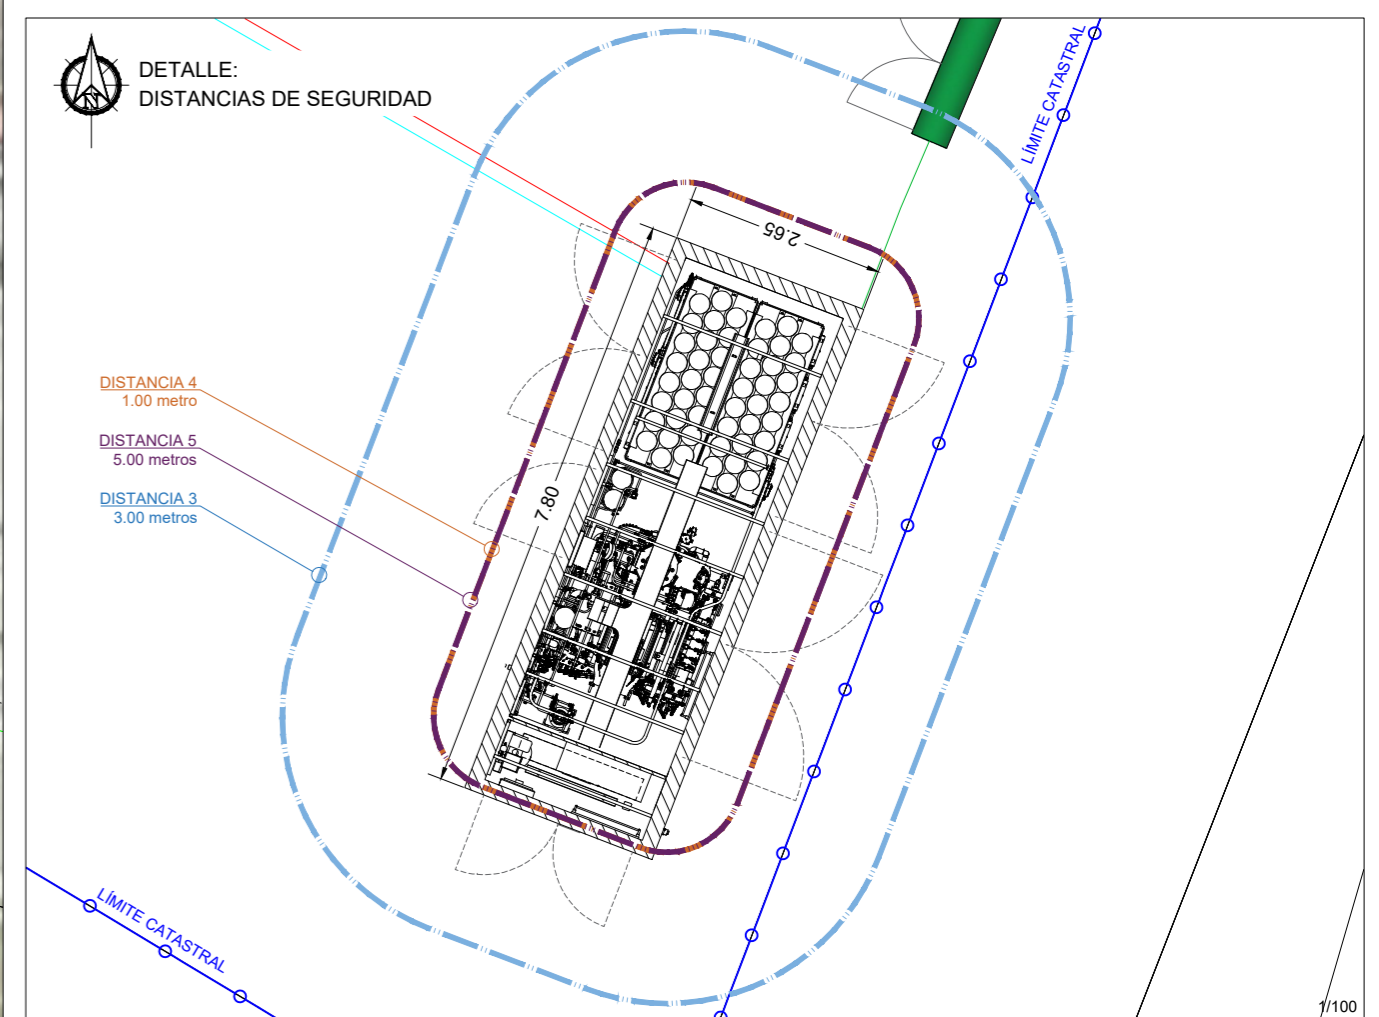 N
DETALLE:
DISTANCIAS DE SEGURIDAD
LÍMITE CATASTRAL
2.65
7.80
DISTANCIA 4
1.00 metro
DISTANCIA 5
5.00 metros
DISTANCIA 3
3.00 metros
LÍMITE CATASTRAL
1/100